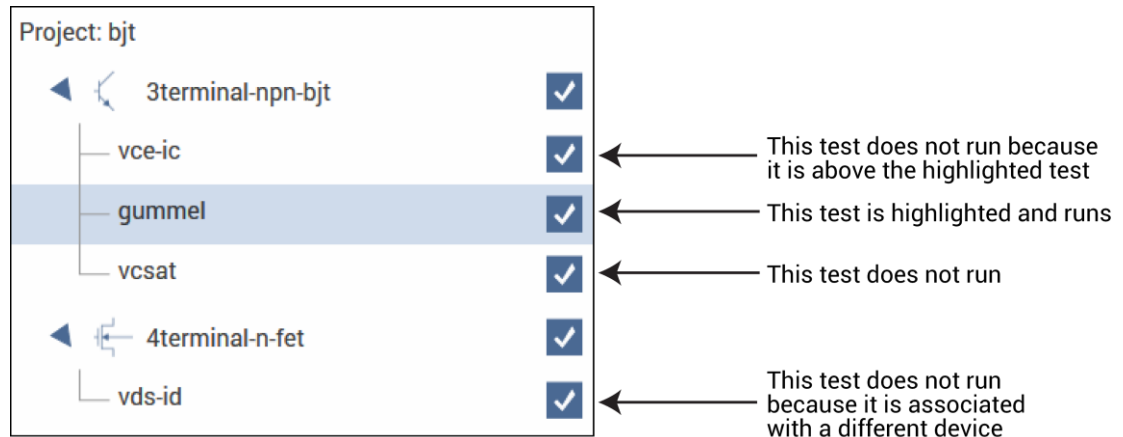 Project: bjt
3terminal-npn-bjt
vce-ic
This test does not run because
it is above the highlighted test
gummel
This test is highlighted and runs
vcsat
This test does not run
4terminal-n-fet
vds-id
This test does not run
because it is associated
with a different device